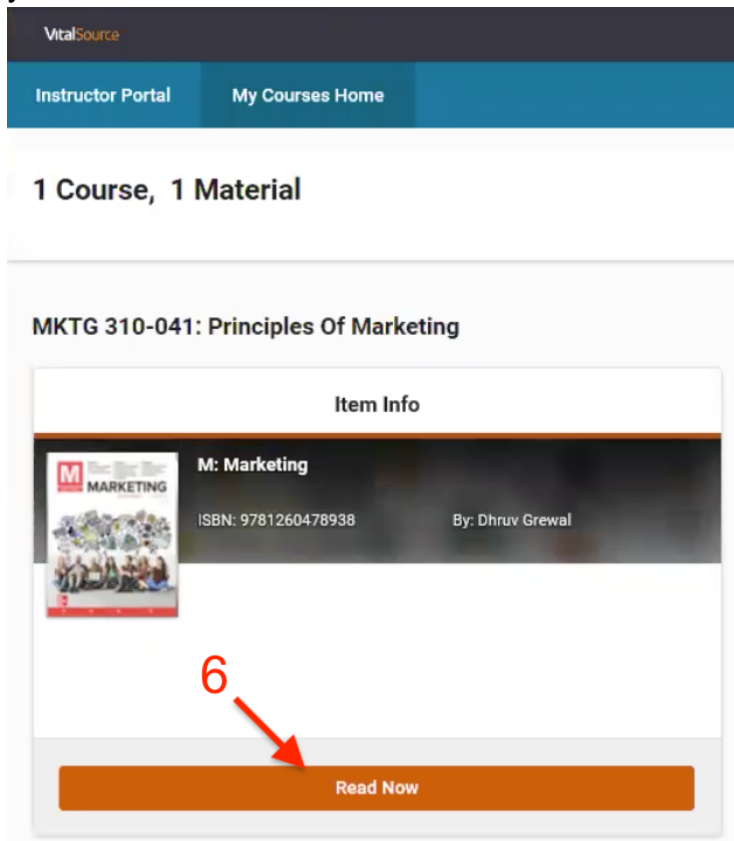 VitalSource
Instructor Portal My Courses Home
1 Course, 1 Material
MKTG 310-041: Principles Of Marketing
Item Info
M: Marketing
M MARKETING
ISBN: 9781260478938 By: Dhruv Grewal
6
Read Now